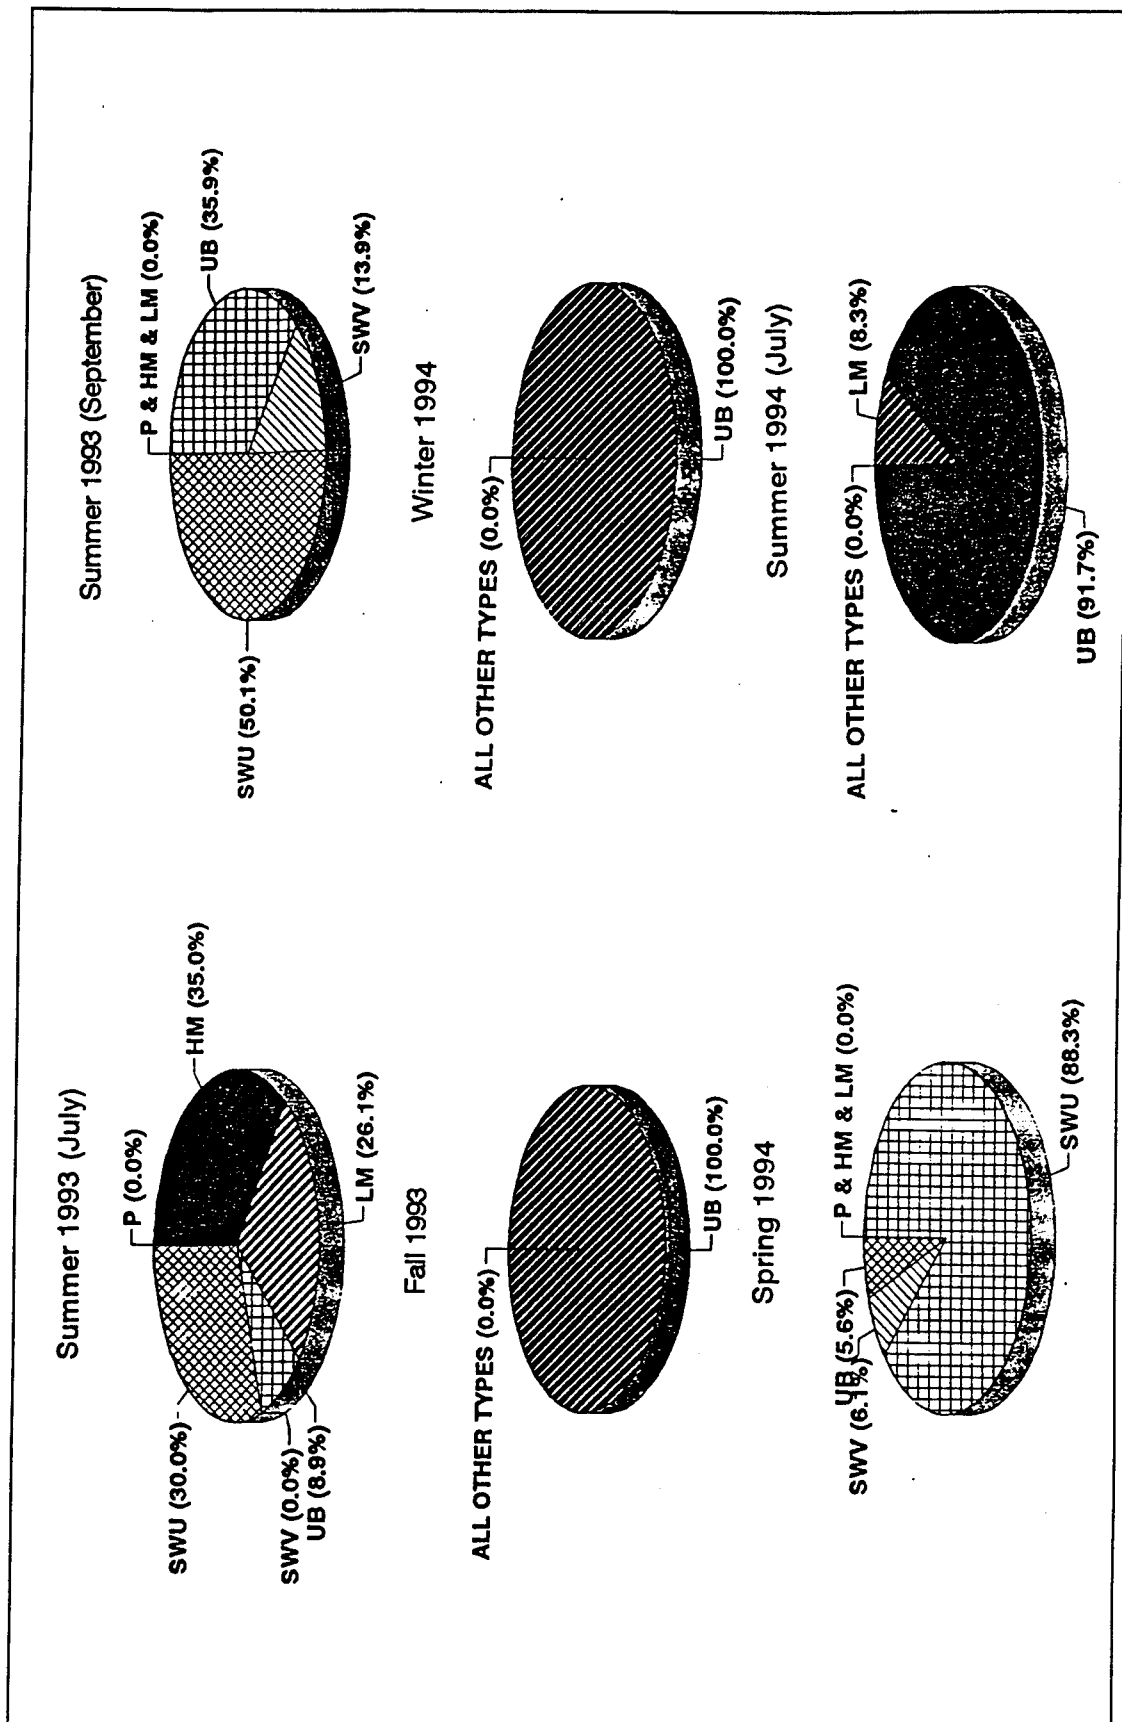 Summer 1993 (July)
P (0.0%)
HM (35.0%)
SWU (30.0%)
SWV (0.0%)
UB (8.9%)
LM (26.1%)
Summer 1993 (September)
P & HM & LM (0.0%)
UB (35.9%)
SWU (50.1%)
SWV (13.9%)
Fall 1993
ALL OTHER TYPES (0.0%)
UB (100.0%)
Winter 1994
ALL OTHER TYPES (0.0%)
UB (100.0%)
Spring 1994
UB (5.6%)
P & HM & LM (0.0%)
SWV (6.1%)
SWU (88.3%)
Summer 1994 (July)
ALL OTHER TYPES (0.0%)
LM (8.3%)
UB (91.7%)